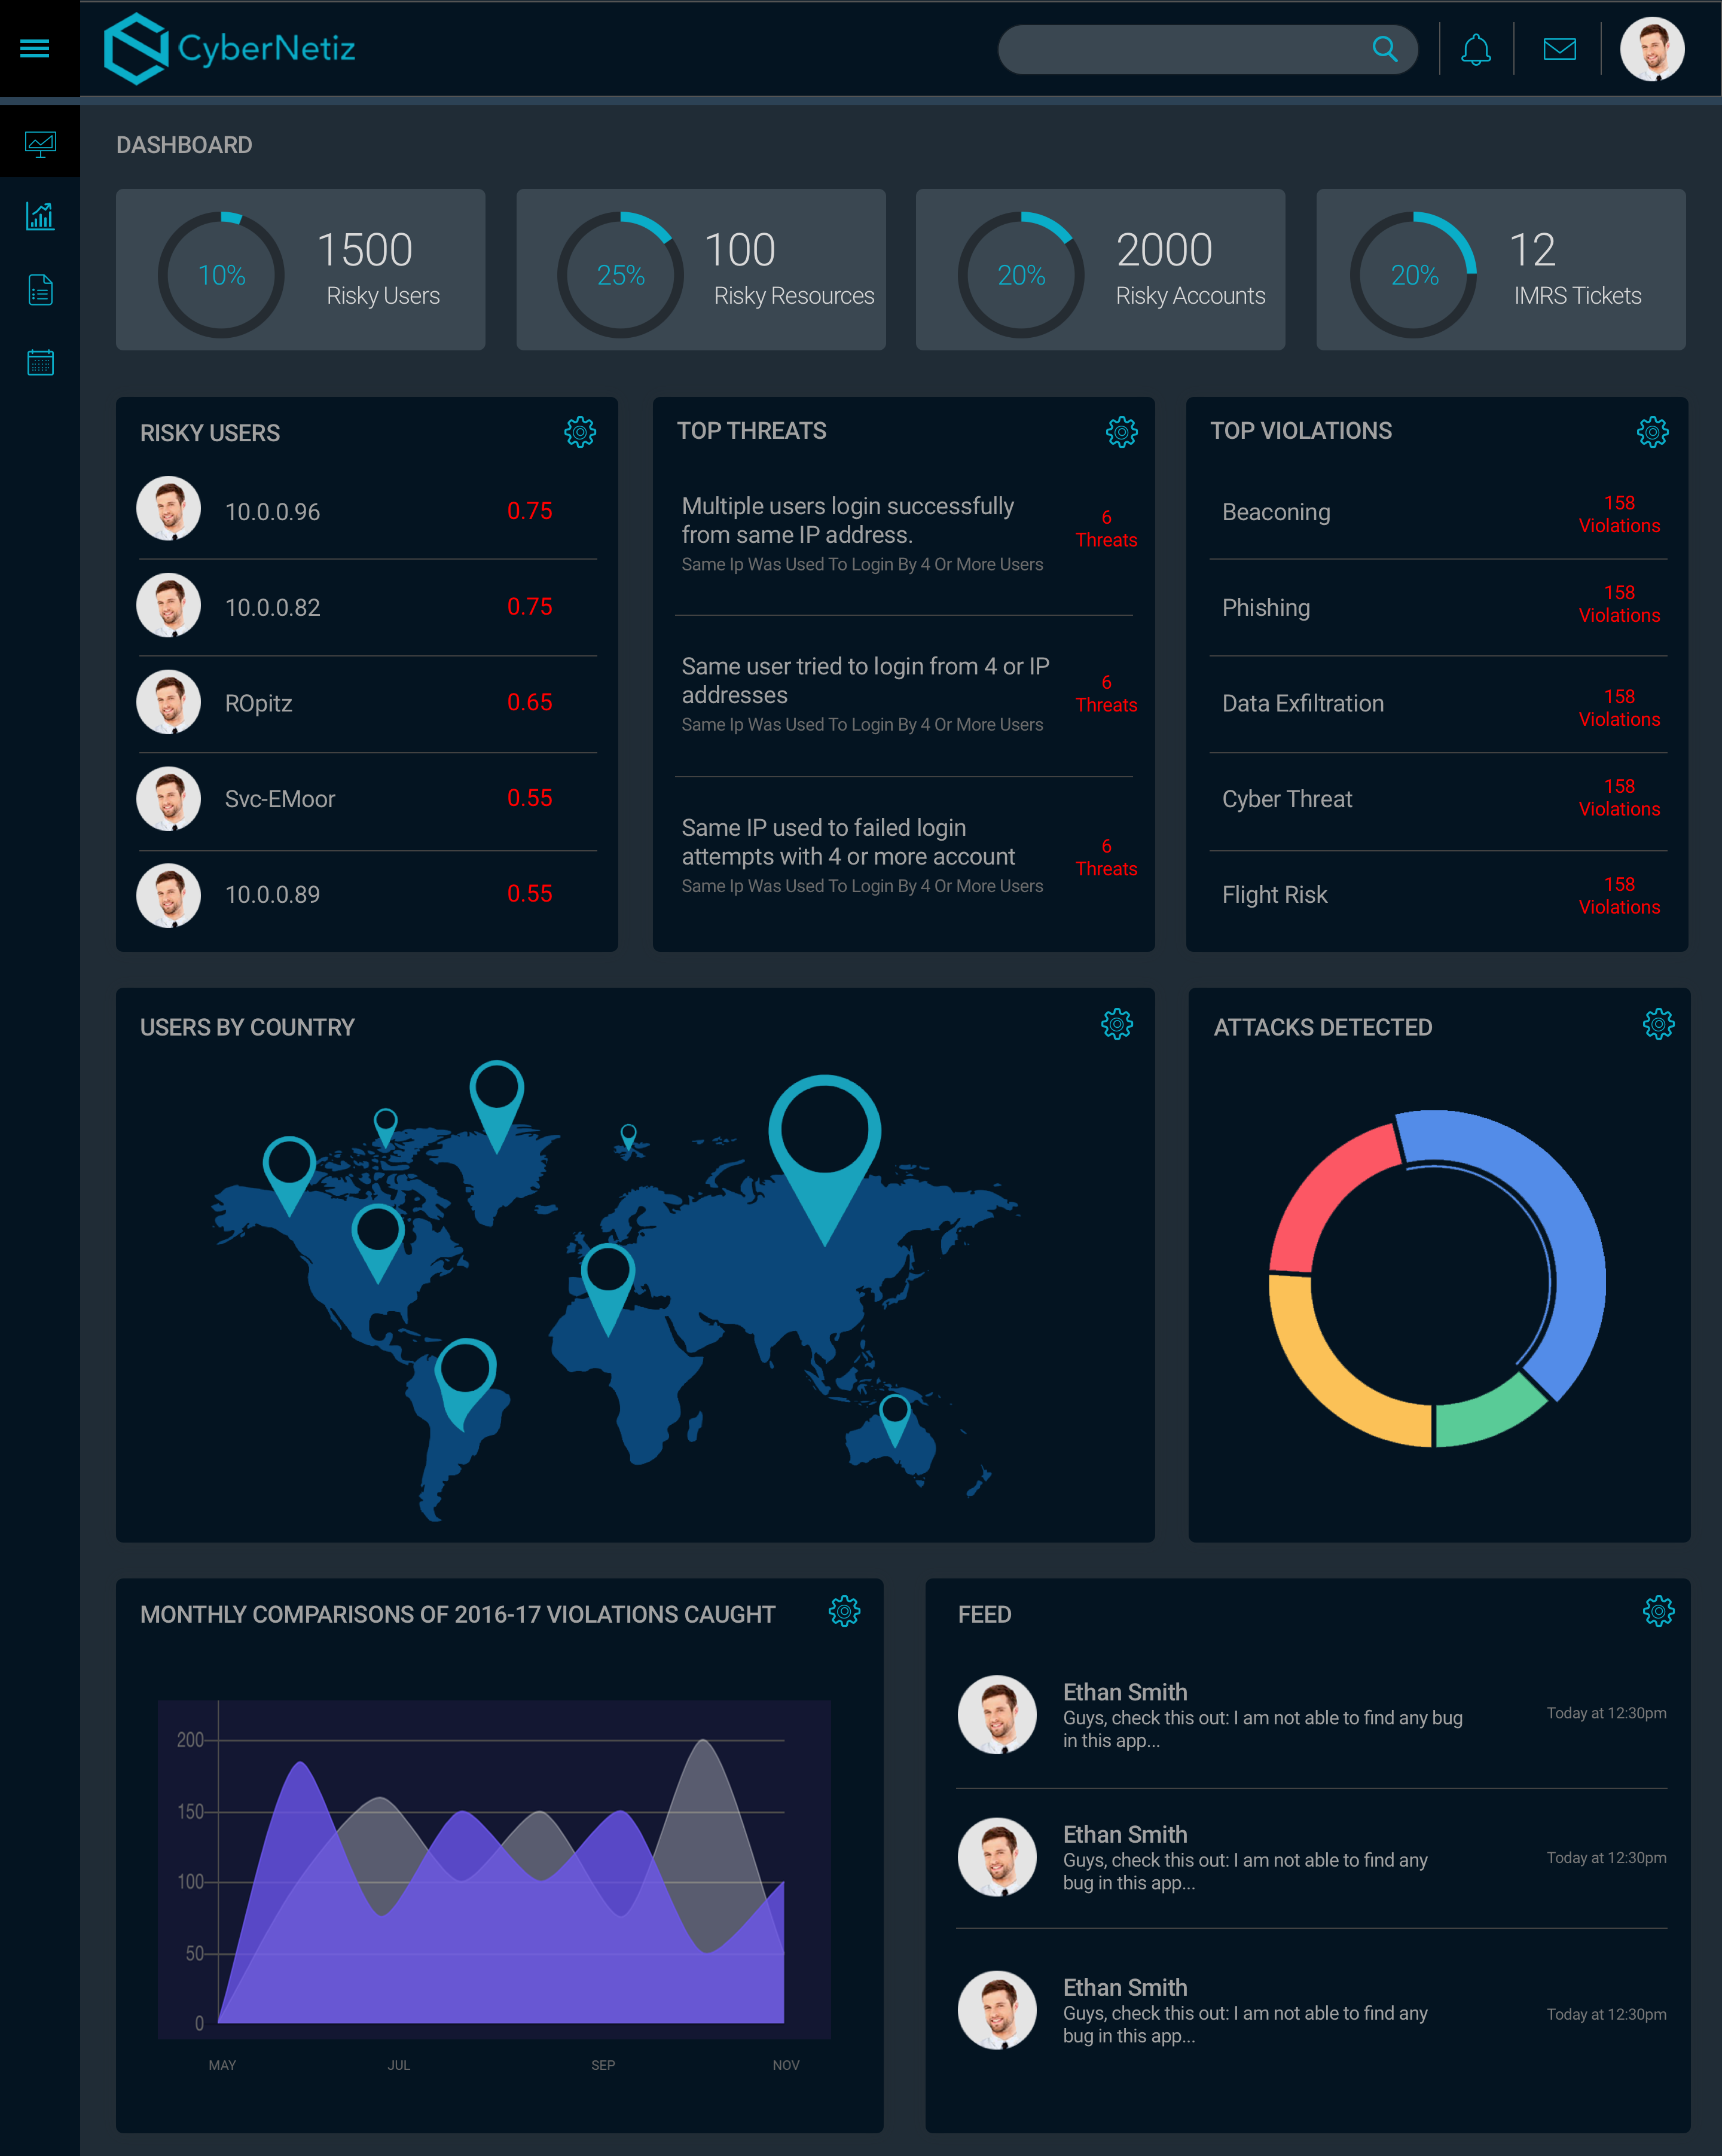 CyberNetiz
DASHBOARD
10%
1500
Risky Users
25%
100
Risky Resources
20%
2000
Risky Accounts
20%
12
IMRS Tickets
RISKY USERS
10.0.0.96
0.75
10.0.0.82
0.75
ROpitz
0.65
Svc-EMoor
0.55
10.0.0.89
0.55
TOP THREATS
Multiple users login successfully
from same IP address.
Same Ip Was Used To Login By 4 Or More Users
6
Threats
Same user tried to login from 4 or IP
addresses
Same Ip Was Used To Login By 4 Or More Users
6
Threats
Same IP used to failed login
attempts with 4 or more account
Same Ip Was Used To Login By 4 Or More Users
6
Threats
TOP VIOLATIONS
Beaconing
158
Violations
Phishing
158
Violations
Data Exfiltration
158
Violations
Cyber Threat
158
Violations
Flight Risk
158
Violations
USERS BY COUNTRY
ATTACKS DETECTED
MONTHLY COMPARISONS OF 2016-17 VIOLATIONS CAUGHT
200
150
100
50
0
MAY
JUL
SEP
NOV
FEED
Ethan Smith
Guys, check this out: I am not able to find any bug
in this app...
Today at 12:30pm
Ethan Smith
Guys, check this out: I am not able to find any
bug in this app...
Today at 12:30pm
Ethan Smith
Guys, check this out: I am not able to find any
bug in this app...
Today at 12:30pm